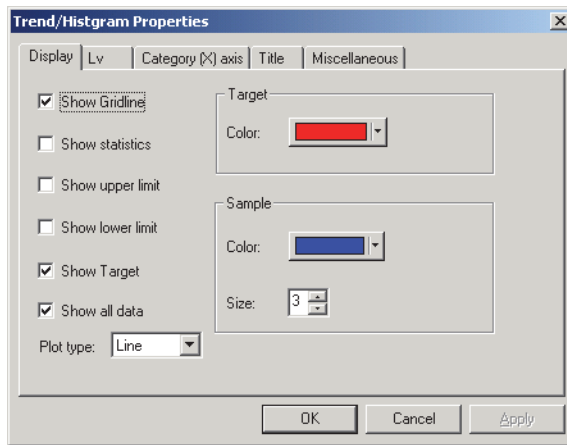 Trend/Histgram Properties
Display Lv Category (X) axis Title Miscellaneous
Show Gridline
Show statistics
Show upper limit
Show lower limit
Show Target
Show all data
Plot type: Line
Target
Color:
Sample
Color:
Size: 3
OK Cancel Apply